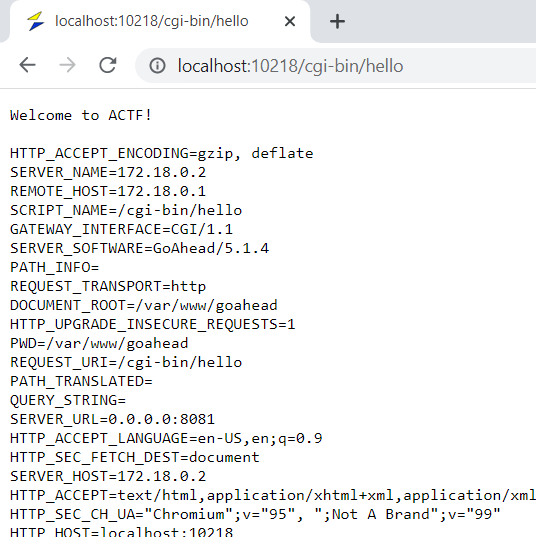 localhost:10218/cgi-bin/hello
localhost:10218/cgi-bin/hello
Welcome to ACTF!
HTTP_ACCEPT_ENCODING=gzip, deflate
SERVER_NAME=172.18.0.2
REMOTE_HOST=172.18.0.1
SCRIPT_NAME=/cgi-bin/hello
GATEWAY_INTERFACE=CGI/1.1
SERVER_SOFTWARE=GoAhead/5.1.4
PATH_INFO=
REQUEST_TRANSPORT=http
DOCUMENT_ROOT=/var/www/goahead
HTTP_UPGRADE_INSECURE_REQUESTS=1
PWD=/var/www/goahead
REQUEST_URI=/cgi-bin/hello
PATH_TRANSLATED=
QUERY_STRING=
SERVER_URL=0.0.0.0:8081
HTTP_ACCEPT_LANGUAGE=en-US,en;q=0.9
HTTP_SEC_FETCH_DEST=document
SERVER_HOST=172.18.0.2
HTTP_ACCEPT=text/html,application/xhtml+xml,application/xml
HTTP_SEC_CH_UA="Chromium";v="95", ";Not A Brand";v="99"
HTTP_HOST=localhost:10218